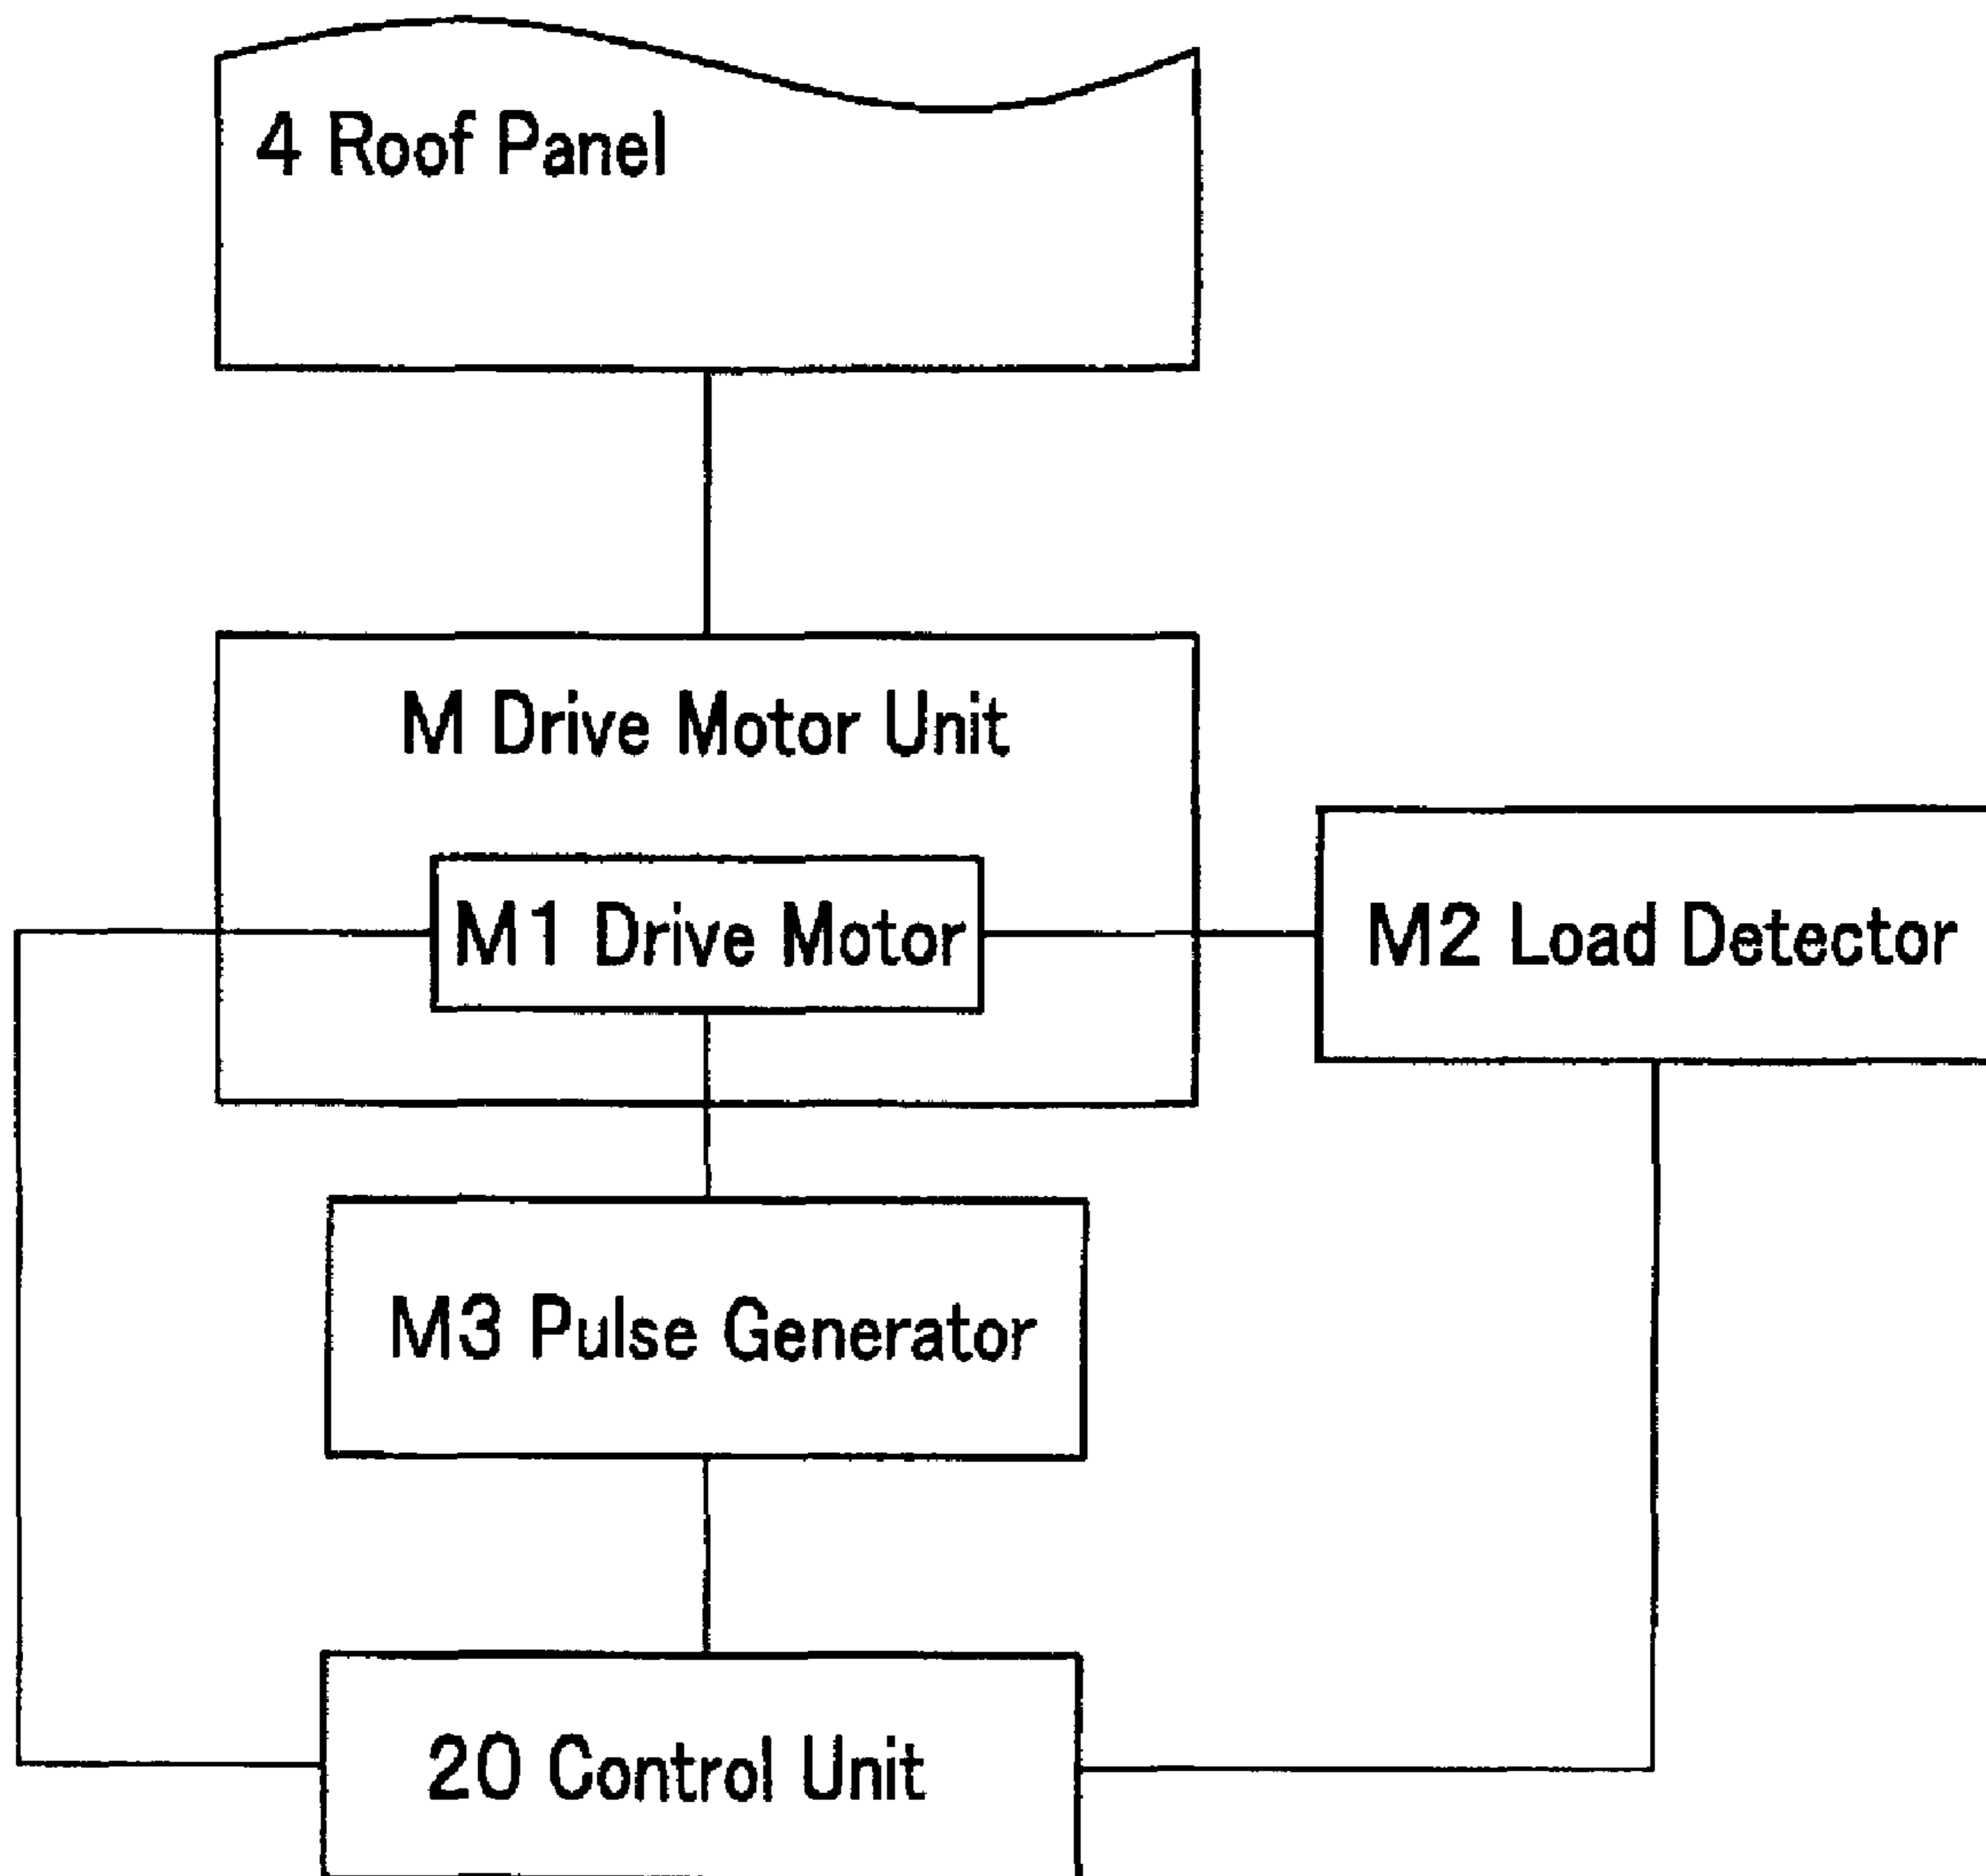 4 Roof Panel
M Drive Motor Unit
M1 Drive Motor
M2 Load Detector
M3 Pulse Generator
20 Control Unit